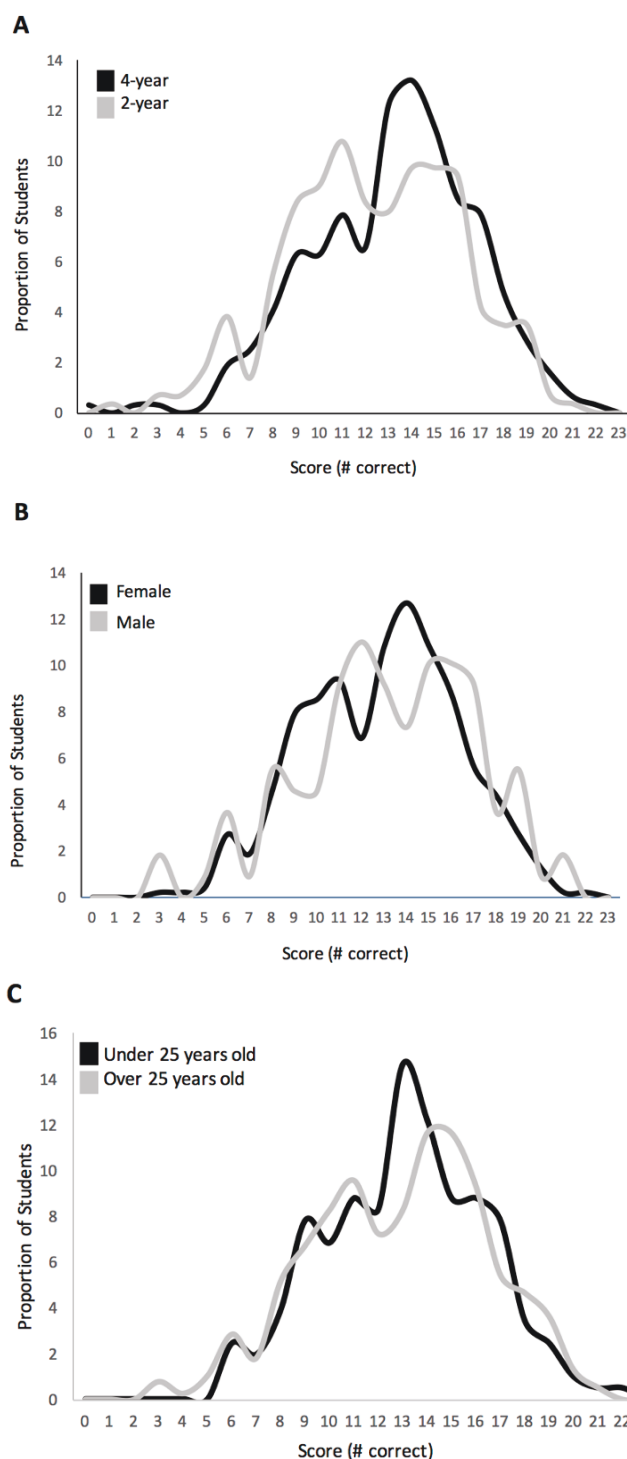 A
14
12
10
8
6
4
2
0
4-year
2-year
Proportion of Students
0 1 2 3 4 5 6 7 8 9 10 11 12 13 14 15 16 17 18 19 20 21 22 23
Score (# correct)
B
14
12
10
8
6
4
2
0
Female
Male
Proportion of Students
0 1 2 3 4 5 6 7 8 9 10 11 12 13 14 15 16 17 18 19 20 21 22 23
Score (# correct)
C
16
14
12
10
8
6
4
2
0
Under 25 years old
Over 25 years old
Proportion of Students
0 1 2 3 4 5 6 7 8 9 10 11 12 13 14 15 16 17 18 19 20 21 22
Score (# correct)